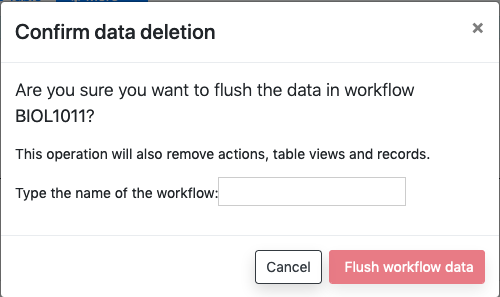 Confirm data deletion
×
Are you sure you want to flush the data in workflow
BIOL1011?
This operation will also remove actions, table views and records.
Type the name of the workflow:
Cancel
Flush workflow data